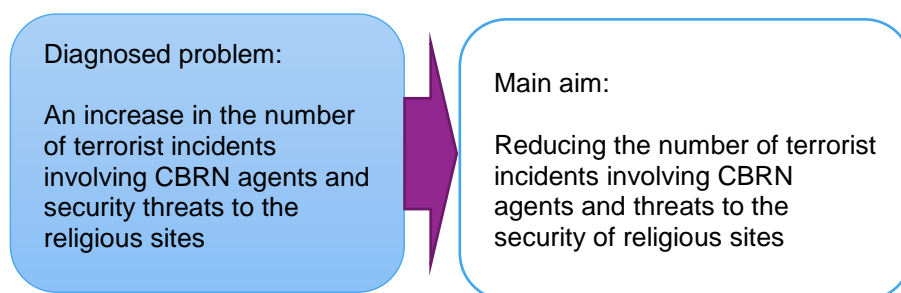 Diagnosed problem:
An increase in the number
of terrorist incidents
involving CBRN agents and
security threats to the
religious sites
Main aim:
Reducing the number of terrorist
incidents involving CBRN
agents and threats to the
security of religious sites